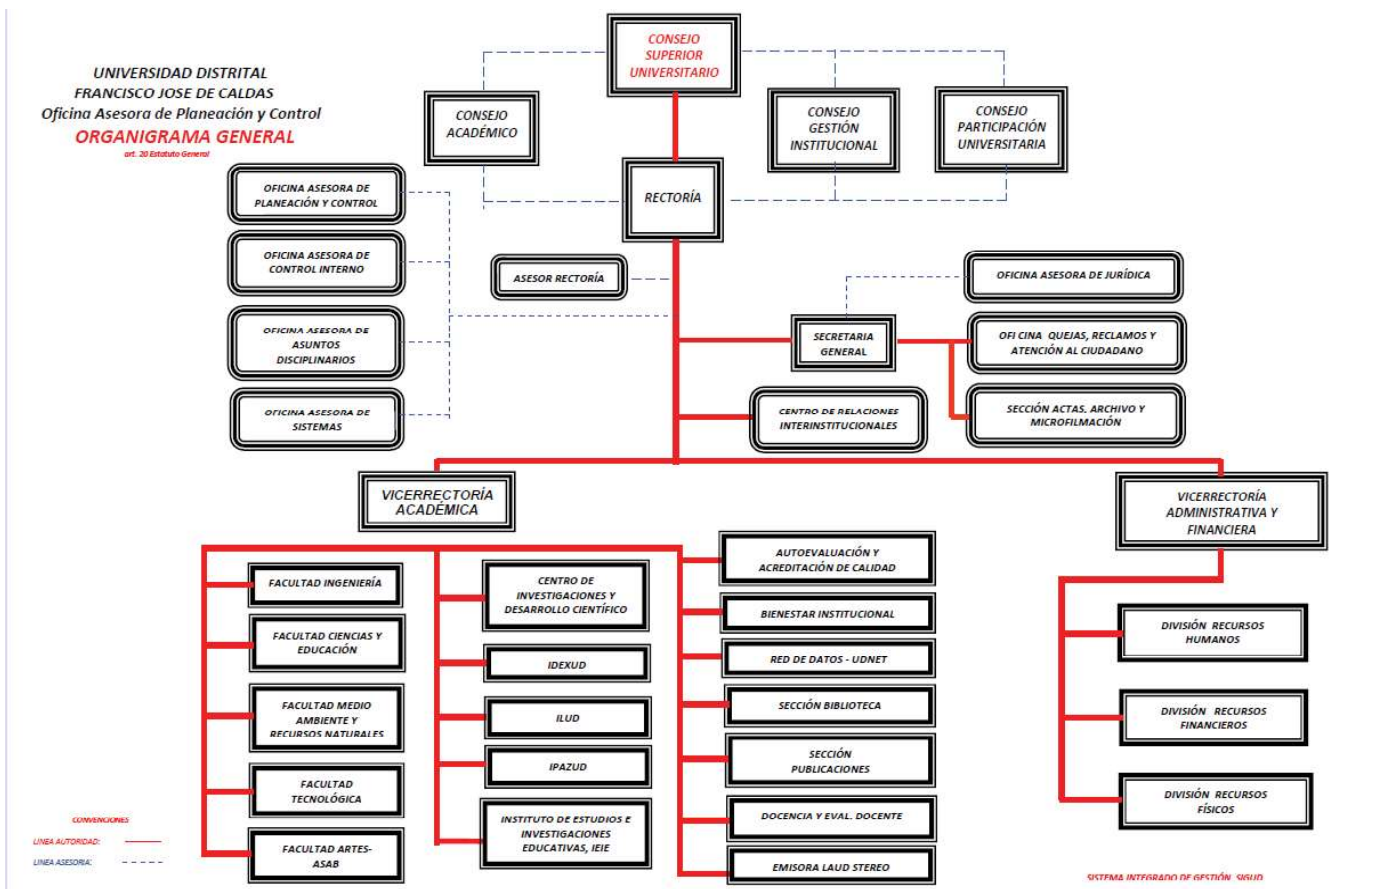 UNIVERSIDAD DISTRITAL
FRANCISCO JOSE DE CALDAS
Oficina Asesora de Planeación y Control
ORGANIGRAMA GENERAL
art. 20 Estatuto General
CONSEJO
SUPERIOR
UNIVERSITARIO
CONSEJO
ACADÉMICO
CONSEJO
GESTIÓN
INSTITUCIONAL
CONSEJO
PARTICIPACIÓN
UNIVERSITARIA
RECTORÍA
OFICINA ASESORA DE
PLANEACIÓN Y CONTROL
OFICINA ASESORA DE
CONTROL INTERNO
OFICINA ASESORA DE
ASUNTOS
DISCIPLINARIOS
OFICINA ASESORA DE
SISTEMAS
ASESOR RECTORÍA
OFICINA ASESORA DE JURÍDICA
SECRETARIA
GENERAL
OFI CINA QUEJAS, RECLAMOS Y
ATENCIÓN AL CIUDADANO
CENTRO DE RELACIONES
INTERINSTITUCIONALES
SECCIÓN ACTAS, ARCHIVO Y
MICROFILMACIÓN
VICERRECTORÍA
ACADÉMICA
VICERRECTORÍA
ADMINISTRATIVA Y
FINANCIERA
FACULTAD INGENIERÍA
FACULTAD CIENCIAS Y
EDUCACIÓN
FACULTAD MEDIO
AMBIENTE Y
RECURSOS NATURALES
FACULTAD
TECNOLÓGICA
FACULTAD ARTES-
ASAB
CENTRO DE
INVESTIGACIONES Y
DESARROLLO CIENTÍFICO
IDEXUD
ILUD
IPAZUD
INSTITUTO DE ESTUDIOS E
INVESTIGACIONES
EDUCATIVAS, IEIE
AUTOEVALUACIÓN Y
ACREDITACIÓN DE CALIDAD
BIENESTAR INSTITUCIONAL
RED DE DATOS - UDNET
SECCIÓN BIBLIOTECA
SECCIÓN
PUBLICACIONES
DOCENCIA Y EVAL. DOCENTE
EMISORA LAUD STEREO
DIVISIÓN RECURSOS
HUMANOS
DIVISIÓN RECURSOS
FINANCIEROS
DIVISIÓN RECURSOS
FÍSICOS
CONVENCIONES
LINEA AUTORIDAD:
LINEA ASESORIA:
SISTEMA INTEGRADO DE GESTIÓN SIGUD